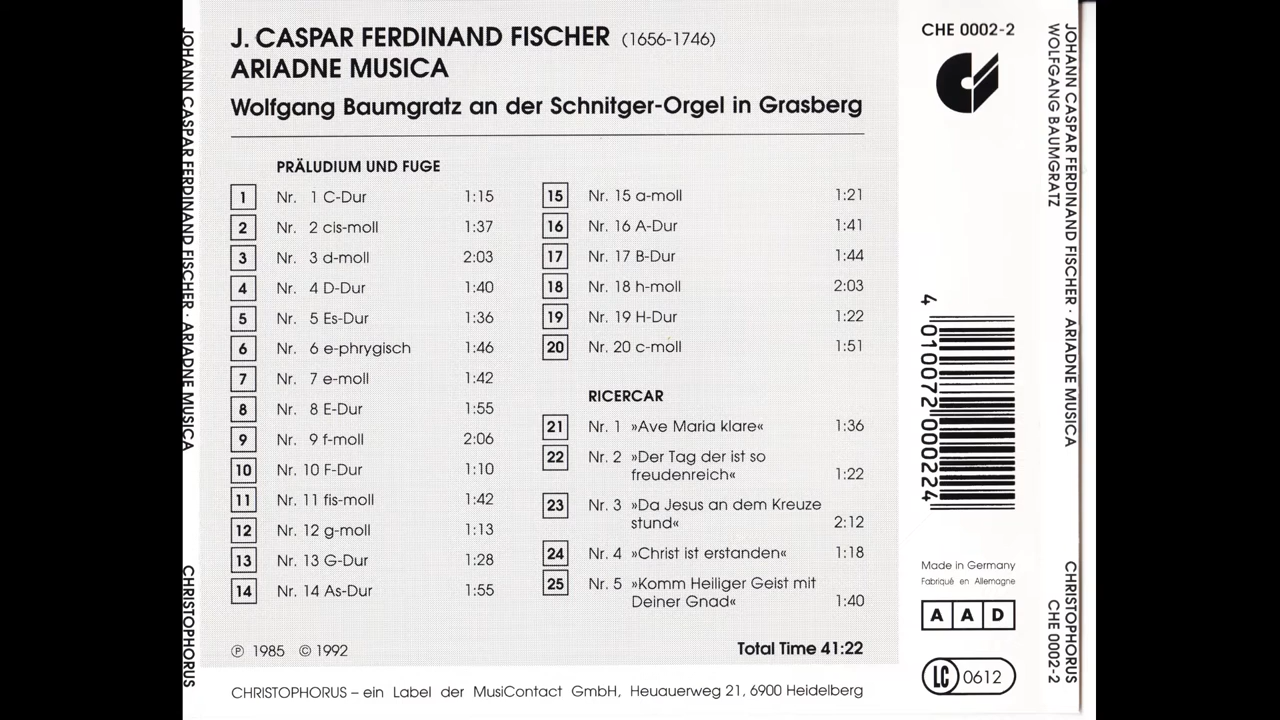 JOHANN CASPAR FERDINAND FISCHER · ARIADNE MUSICA
CHRISTOPHORUS
J. CASPAR FERDINAND FISCHER (1656-1746)
ARIADNE MUSICA
Wolfgang Baumgratz an der Schnitger-Orgel in Grasberg
PRÄLUDIUM UND FUGE
1 Nr. 1 C-Dur 1:15
2 Nr. 2 cis-moll 1:37
3 Nr. 3 d-moll 2:03
4 Nr. 4 D-Dur 1:40
5 Nr. 5 Es-Dur 1:36
6 Nr. 6 e-phrygisch 1:46
7 Nr. 7 e-moll 1:42
8 Nr. 8 E-Dur 1:55
9 Nr. 9 f-moll 2:06
10 Nr. 10 F-Dur 1:10
11 Nr. 11 fis-moll 1:42
12 Nr. 12 g-moll 1:13
13 Nr. 13 G-Dur 1:28
14 Nr. 14 As-Dur 1:55
15 Nr. 15 a-moll 1:21
16 Nr. 16 A-Dur 1:41
17 Nr. 17 B-Dur 1:44
18 Nr. 18 h-moll 2:03
19 Nr. 19 H-Dur 1:22
20 Nr. 20 c-moll 1:51
RICERCAR
21 Nr. 1 »Ave Maria klare« 1:36
22 Nr. 2 »Der Tag der ist so
freudenreich« 1:22
23 Nr. 3 »Da Jesus an dem Kreuze
stund« 2:12
24 Nr. 4 »Christ ist erstanden« 1:18
25 Nr. 5 »Komm Heiliger Geist mit
Deiner Gnad« 1:40
℗ 1985 © 1992
Total Time 41:22
CHRISTOPHORUS – ein Label der MusiContact GmbH, Heuauerweg 21, 6900 Heidelberg
CHE 0002-2
4 010072 000224
Made in Germany
Fabriqué en Allemagne
A A D
LC 0612
JOHANN CASPAR FERDINAND FISCHER · ARIADNE MUSICA
WOLFGANG BAUMGRATZ
CHRISTOPHORUS
CHE 0002-2